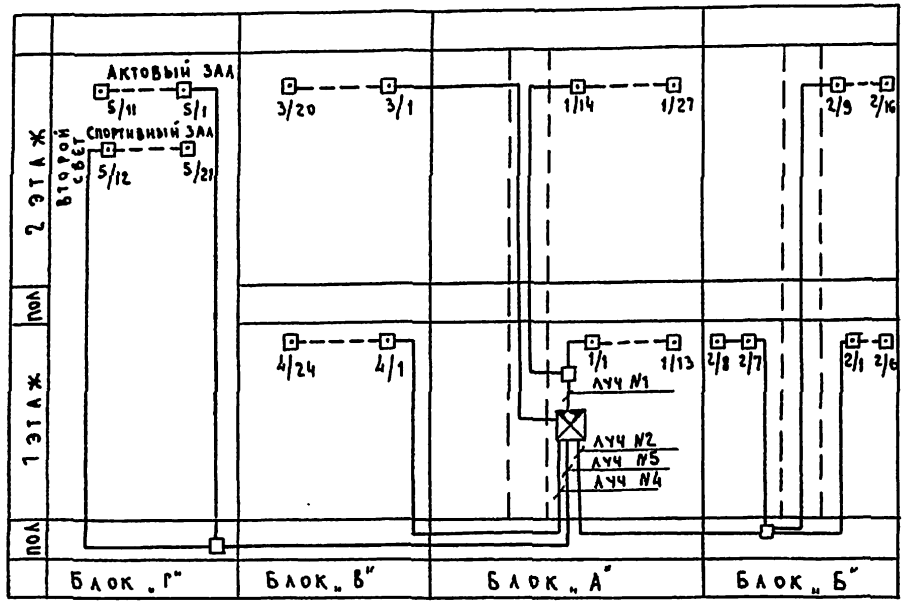 АКТОВЫЙ ЗАЛ
5/11 5/1
СПОРТИВНЫЙ ЗАЛ
5/12 5/21
ВТОРОЙ
СВЕТ
2 ЭТАЖ
3/20 3/1
1/14 1/27
2/9 2/16
ПОЛ
1 ЭТАЖ
4/24 4/1
1/1 1/13
2/8 2/7
2/1 2/6
ЛУЧ N1
ЛУЧ N2
ЛУЧ N5
ЛУЧ N4
ПОЛ
БЛОК „Г"
БЛОК „В"
БЛОК „А"
БЛОК „Б"